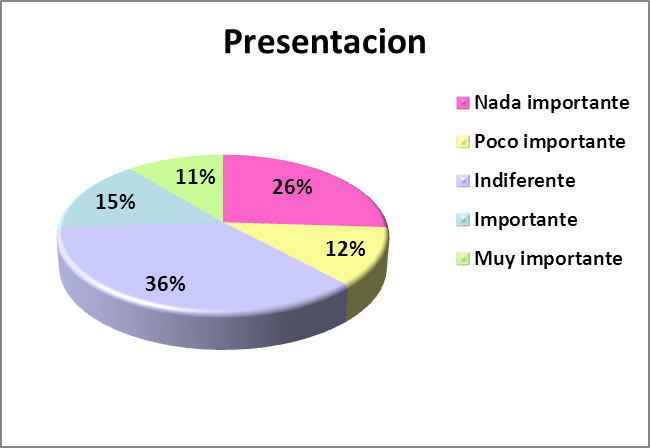 Presentacion
Nada importante
Poco importante
Indiferente
Importante
Muy importante
11%
26%
15%
12%
36%